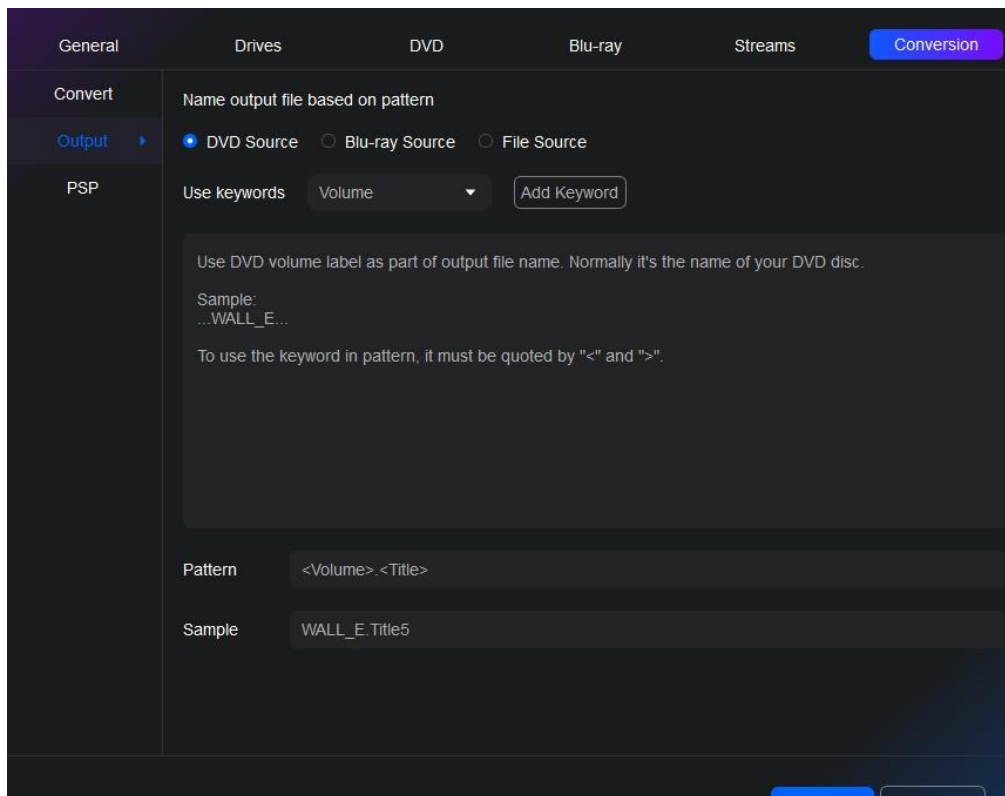 General Drives DVD Blu-ray Streams Conversion
Convert
Output
PSP
Name output file based on pattern
DVD Source Blu-ray Source File Source
Use keywords Volume Add Keyword
Use DVD volume label as part of output file name. Normally it's the name of your DVD disc.
Sample:
...WALL_E...
To use the keyword in pattern, it must be quoted by "<" and ">".
Pattern <Volume>.<Title>
Sample WALL_E.Title5